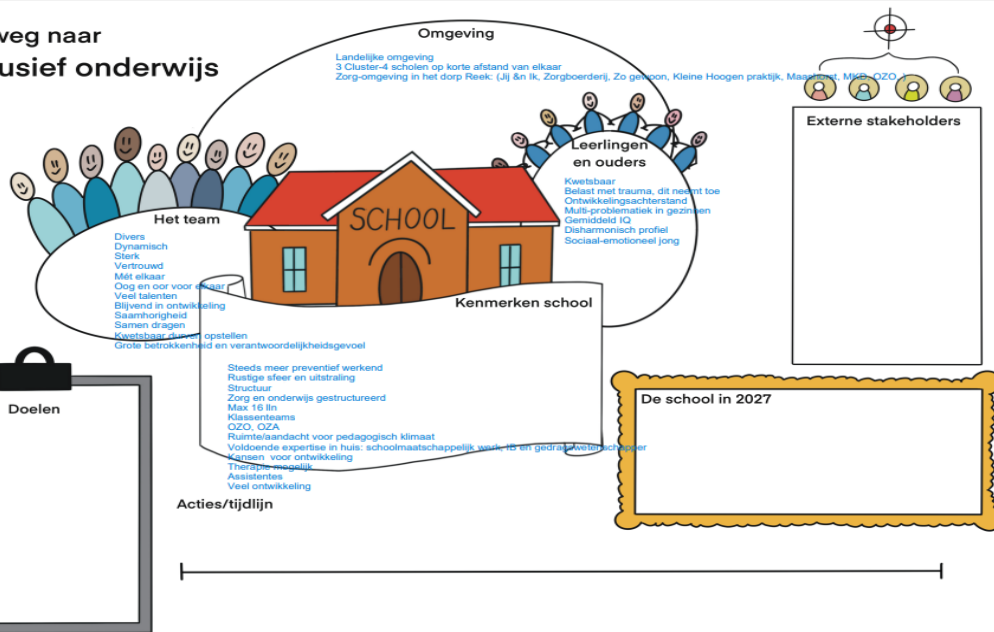 weg naar
usief onderwijs
Omgeving
Landelijke omgeving
3 Cluster-4 scholen op korte afstand van elkaar
Zorg-omgeving in het dorp Reek: (Jij &n Ik, Zorgboerderij, Zo gewoon, Kleine Hoogen praktijk, Maashorst, MKD, OZO, )
Externe stakeholders
Leerlingen
en ouders
Kwetsbaar
Belast met trauma, dit neemt toe
Ontwikkelingsachterstand
Multi-problematiek in gezinnen
Gemiddeld IQ
Disharmonisch profiel
Sociaal-emotioneel jong
SCHOOL
Het team
Divers
Dynamisch
Sterk
Vertrouwd
Mét elkaar
Oog en oor voor elkaar
Veel talenten
Blijvend in ontwikkeling
Saamhorigheid
Samen dragen
Kwetsbaar durven opstellen
Grote betrokkenheid en verantwoordelijkheidsgevoel
Kenmerken school
Steeds meer preventief werkend
Rustige sfeer en uitstraling
Structuur
Zorg en onderwijs gestructureerd
Max 16 lln
Klassenteams
OZO, OZA
Ruimte/aandacht voor pedagogisch klimaat
Voldoende expertise in huis: schoolmaatschappelijk werk, IB en gedragswetenschapper
Kansen voor ontwikkeling
Therapie mogelijk
Assistentes
Veel ontwikkeling
De school in 2027
Doelen
Acties/tijdlijn